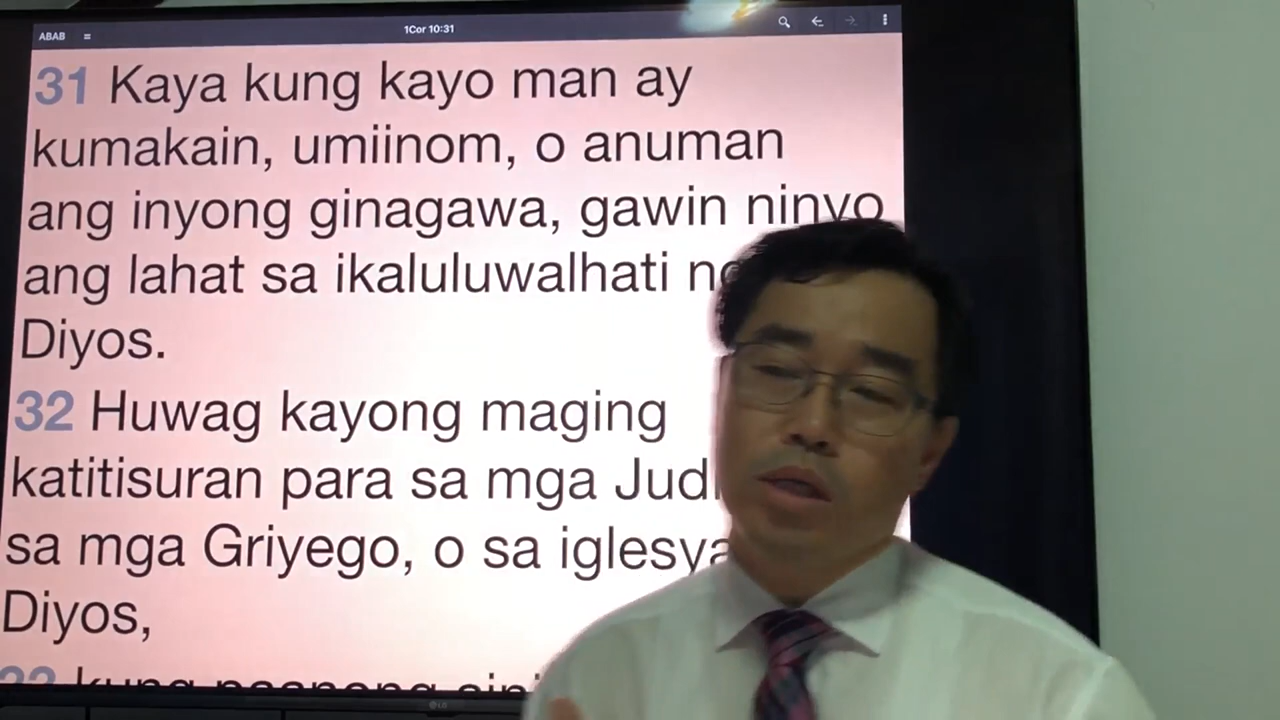 ABAB
1Cor 10:31
31 Kaya kung kayo man ay
kumakain, umiinom, o anuman
ang inyong ginagawa, gawin ninyo
ang lahat sa ikaluluwalhati
Diyos.
32 Huwag kayong maging
katitisuran para sa mga
sa mga Griyego, o sa iglesya
Diyos,
LG